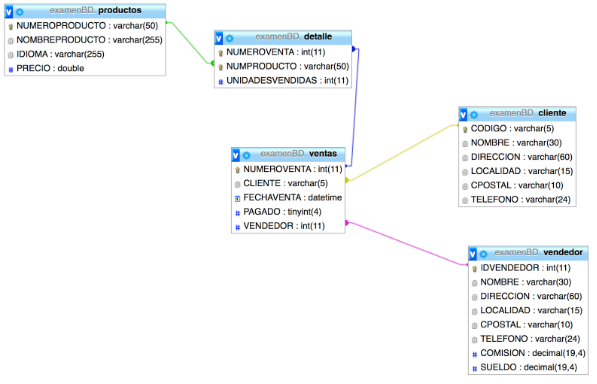 examenBD. productos
NUMEROPRODUCTO : varchar(50)
NOMBREPRODUCTO : varchar(255)
IDIOMA : varchar(255)
PRECIO : double
examenBD. detalle
NUMEROVENTA : int(11)
NUMPRODUCTO : varchar(50)
UNIDADESVENDIDAS : int(11)
examenBD. ventas
NUMEROVENTA : int(11)
CLIENTE : varchar(5)
FECHAVENTA : datetime
PAGADO : tinyint(4)
VENDEDOR : int(11)
examenBD. cliente
CODIGO : varchar(5)
NOMBRE : varchar(30)
DIRECCION : varchar(60)
LOCALIDAD : varchar(15)
CPOSTAL : varchar(10)
TELEFONO : varchar(24)
examenBD. vendedor
IDVENDEDOR : int(11)
NOMBRE : varchar(30)
DIRECCION : varchar(60)
LOCALIDAD : varchar(15)
CPOSTAL : varchar(10)
TELEFONO : varchar(24)
COMISION : decimal(19,4)
SUELDO : decimal(19,4)